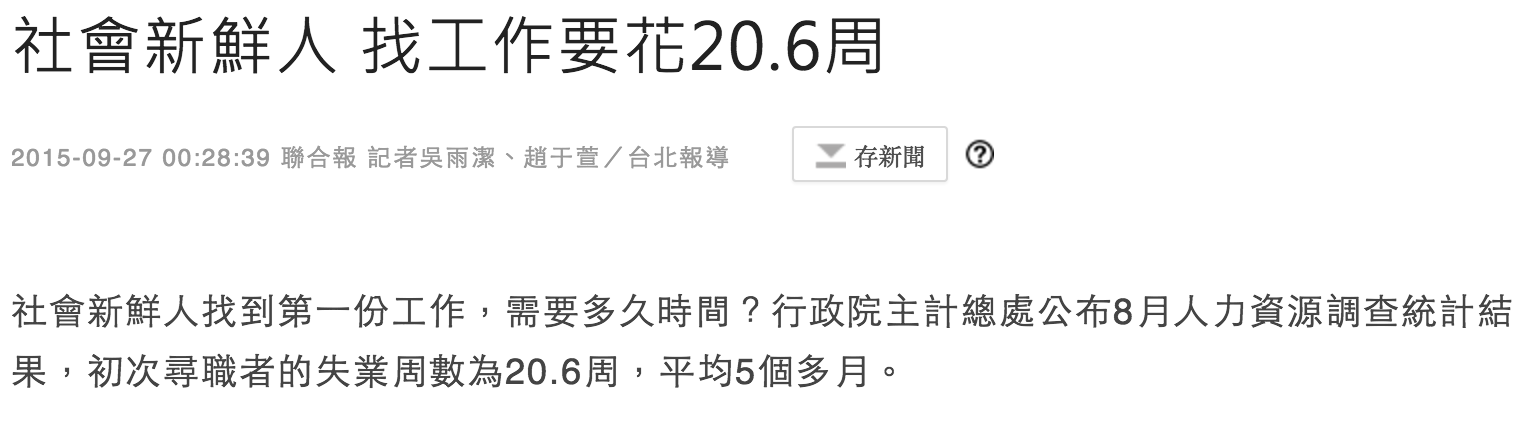 社會新鮮人 找工作要花20.6周
2015-09-27 00:28:39 聯合報 記者吳雨潔、趙于萱／台北報導
存新聞 ?
社會新鮮人找到第一份工作，需要多久時間？行政院主計總處公布8月人力資源調查統計結
果，初次尋職者的失業周數為20.6周，平均5個多月。